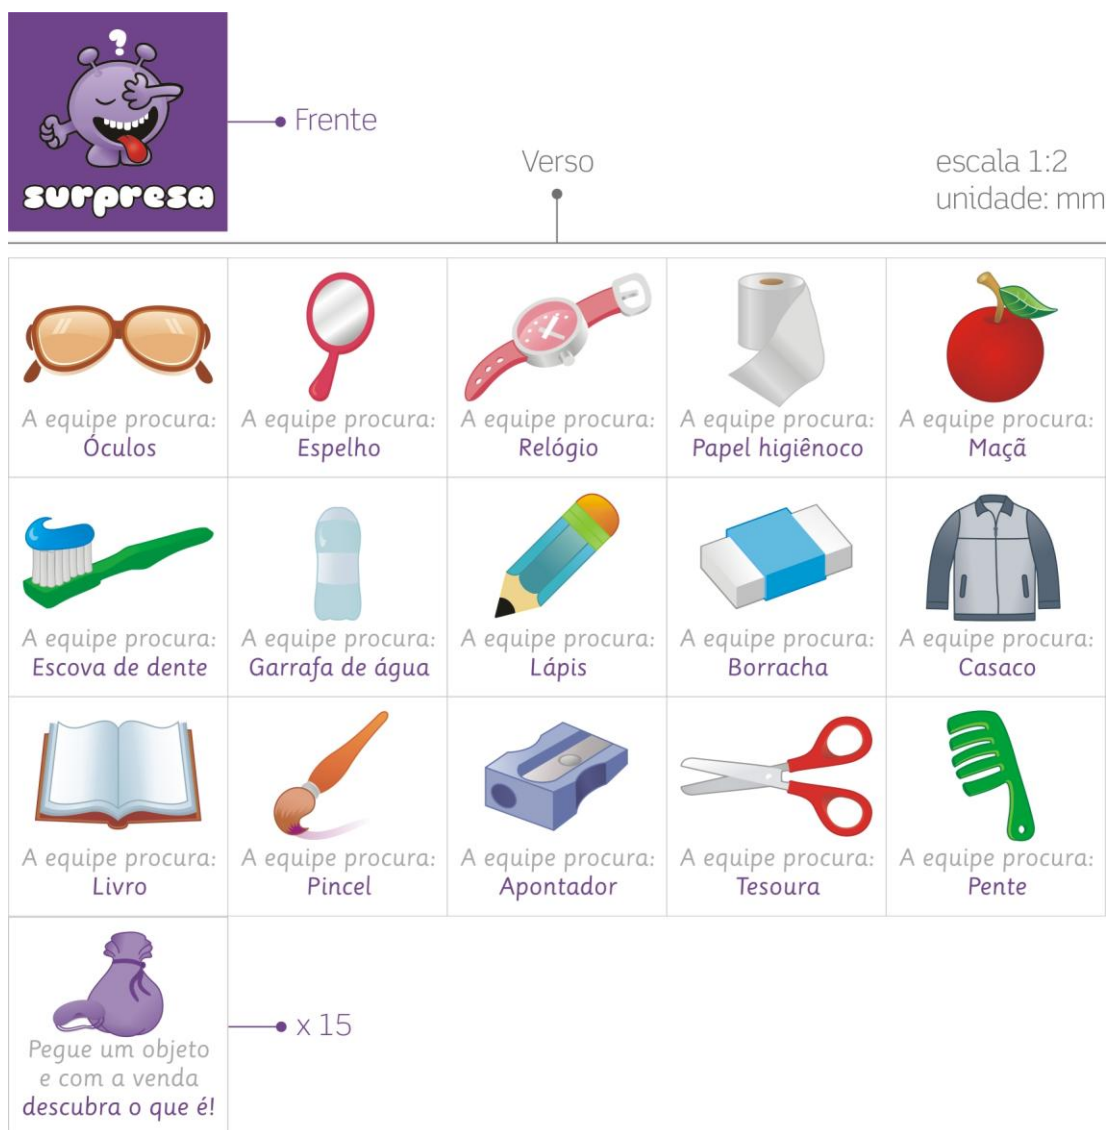 ?
surpresa
Frente
Verso
escala 1:2
unidade: mm
A equipe procura:
Óculos
A equipe procura:
Espelho
A equipe procura:
Relógio
A equipe procura:
Papel higiênoco
A equipe procura:
Maçã
A equipe procura:
Escova de dente
A equipe procura:
Garrafa de água
A equipe procura:
Lápis
A equipe procura:
Borracha
A equipe procura:
Casaco
A equipe procura:
Livro
A equipe procura:
Pincel
A equipe procura:
Apontador
A equipe procura:
Tesoura
A equipe procura:
Pente
Pegue um objeto
e com a venda
descubra o que é!
x 15